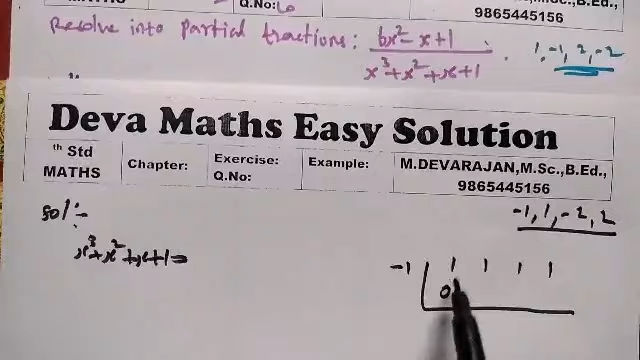 Q.No: 10
9865445156
Resolve into Partial fractions: 6x²-x+1 / x³+x²+x+1 . 1,-1,2,-2
Deva Maths Easy Solution
th Std
MATHS
Chapter:
Exercise:
Q.No:
Example:
M.DEVARAJAN,M.Sc.,B.Ed.,
9865445156
Sol:-
-1,1,-2,2
x³+x²+x+1=
-1 | 1 1 1 1
0